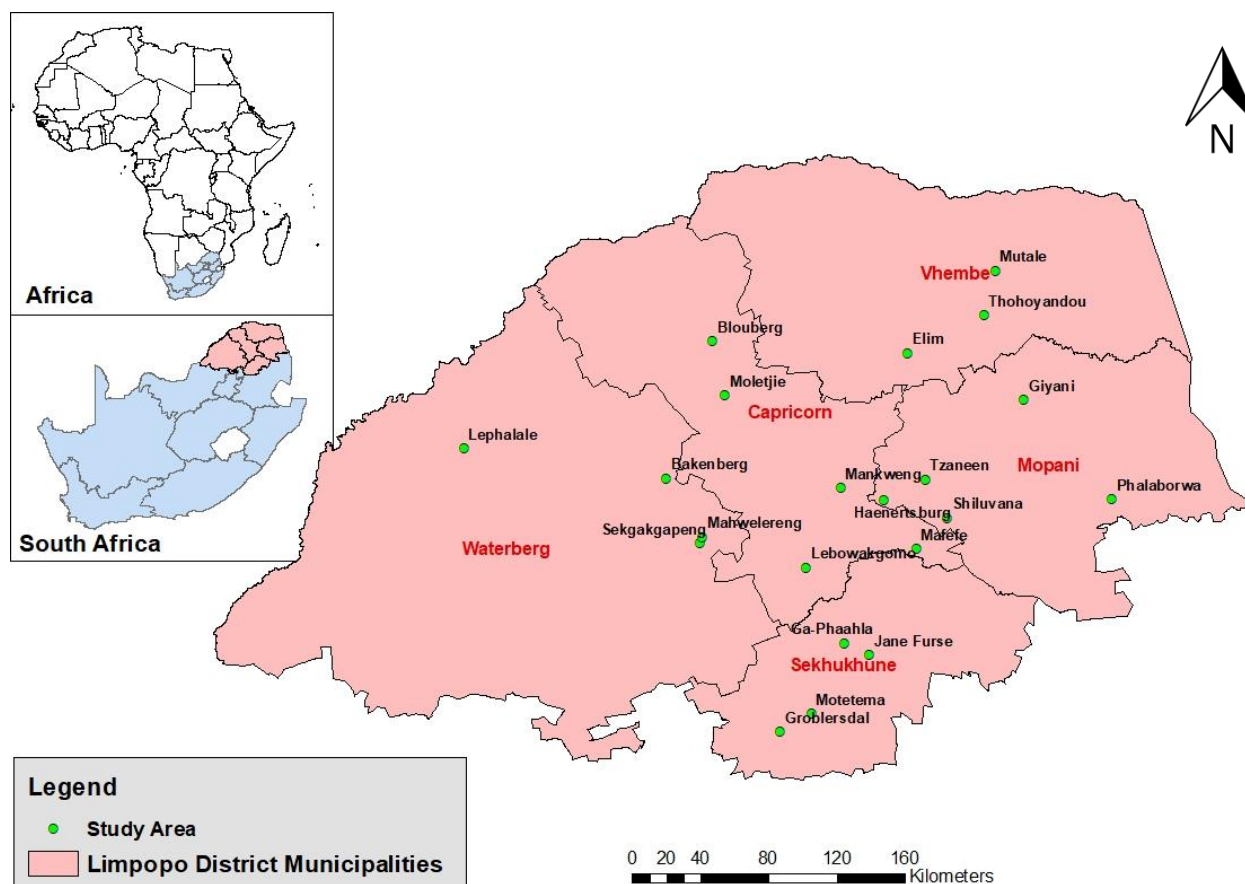 Africa
South Africa
N
Mutale
Vhembe
Thohoyandou
Blouberg
Elim
Moletjie
Giyani
Capricorn
Lephalale
Bakenberg
Mankweng
Tzaneen
Mopani
Phalaborwa
Haenertsburg
Shiluvana
Sekgakgapeng
Mahwelereng
Malefe
Waterberg
Lebowakgomo
Ga-Phaahla
Jane Furse
Sekhukhune
Motetema
Groblersdal
Legend
Study Area
Limpopo District Municipalities
0 20 40 80 120 160
Kilometers